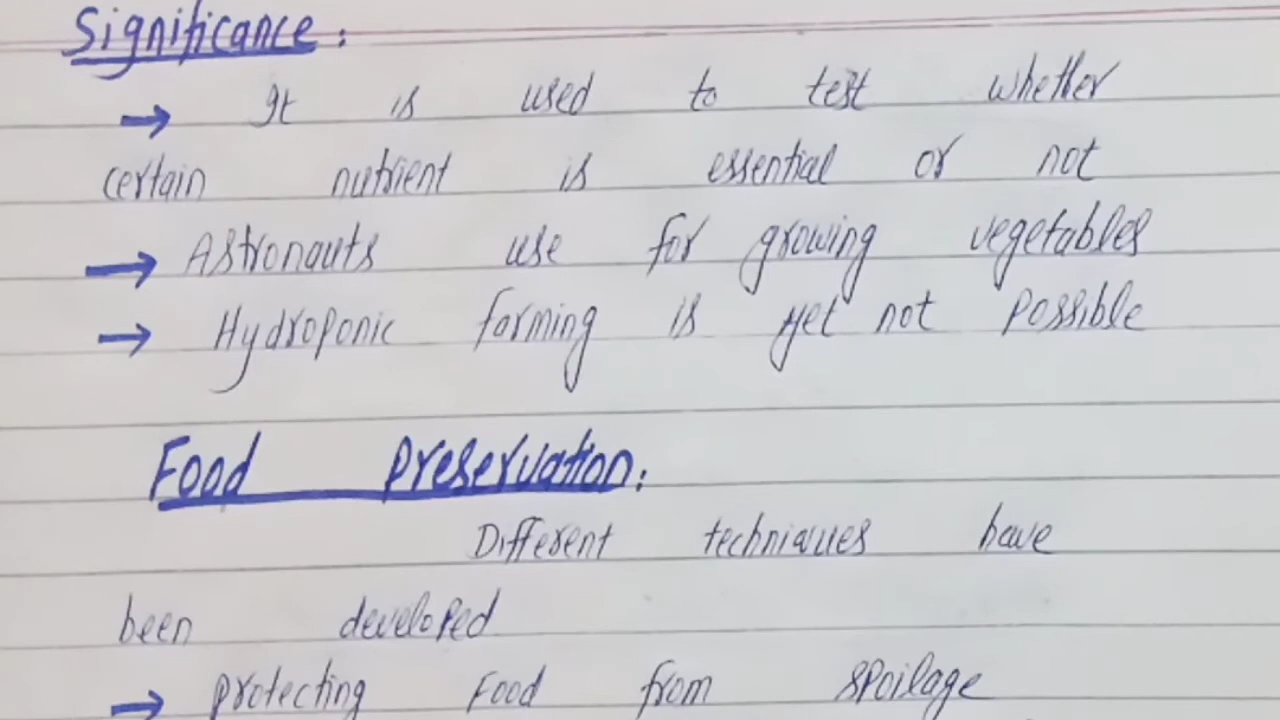 Significance:
→ It is used to test whether
certain nutrient is essential or not
→ Astronauts use for growing vegetables
→ Hydroponic farming is yet not possible
Food Preservation:
Different techniques have
been developed
→ protecting Food from spoilage